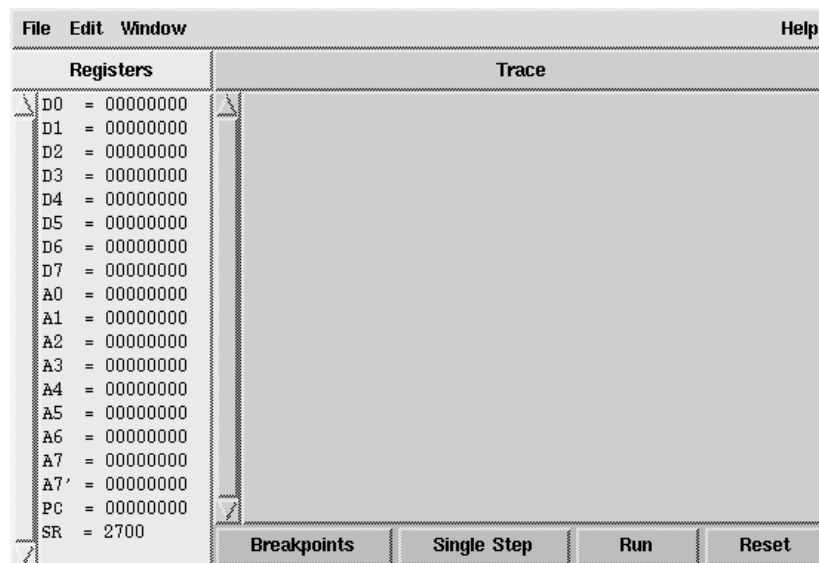 File Edit Window Help
Registers
Trace
D0 = 00000000
D1 = 00000000
D2 = 00000000
D3 = 00000000
D4 = 00000000
D5 = 00000000
D6 = 00000000
D7 = 00000000
A0 = 00000000
A1 = 00000000
A2 = 00000000
A3 = 00000000
A4 = 00000000
A5 = 00000000
A6 = 00000000
A7 = 00000000
A7' = 00000000
PC = 00000000
SR = 2700
Breakpoints Single Step Run Reset